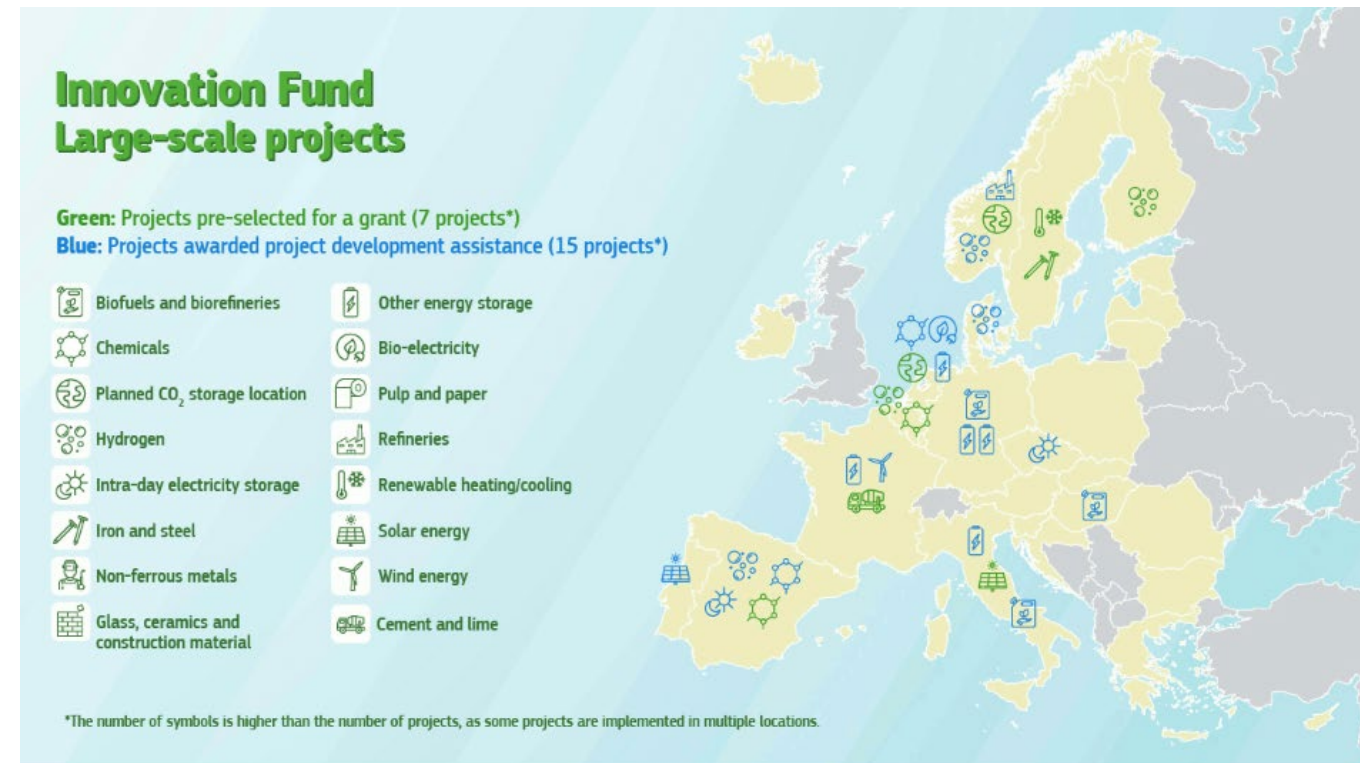 Innovation Fund
Large-scale projects
Green: Projects pre-selected for a grant (7 projects*)
Blue: Projects awarded project development assistance (15 projects*)
Biofuels and biorefineries
Chemicals
Planned CO₂ storage location
Hydrogen
Intra-day electricity storage
Iron and steel
Non-ferrous metals
Glass, ceramics and
construction material
Other energy storage
Bio-electricity
Pulp and paper
Refineries
Renewable heating/cooling
Solar energy
Wind energy
Cement and lime
*The number of symbols is higher than the number of projects, as some projects are implemented in multiple locations.